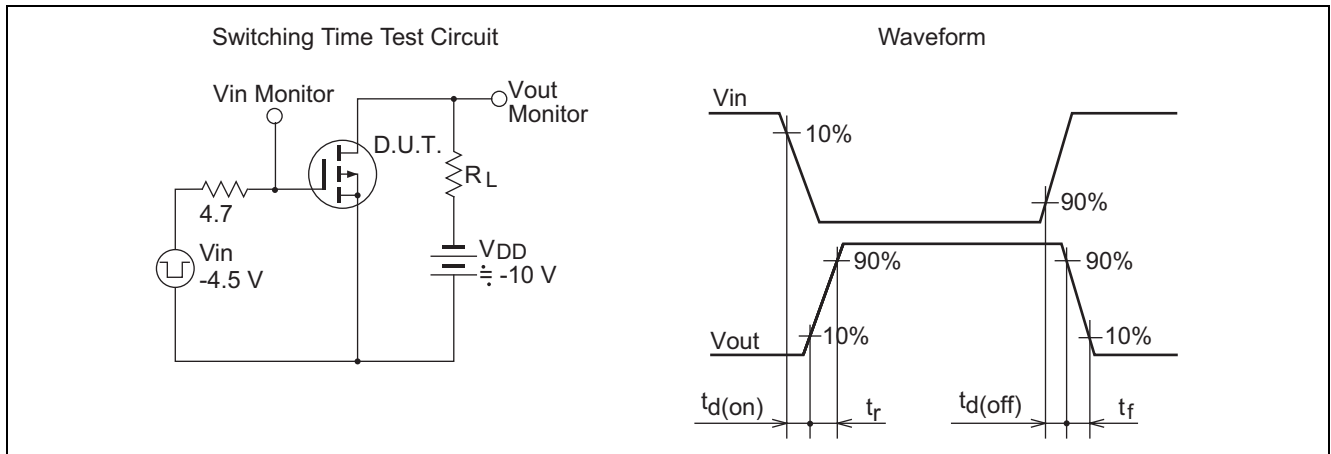 Switching Time Test Circuit
Vin Monitor
Vout
Monitor
D.U.T.
RL
4.7
Vin
-4.5 V
VDD
≒ -10 V
Waveform
Vin
10%
90%
90%
90%
Vout
10%
10%
td(on)
tr
td(off)
tf